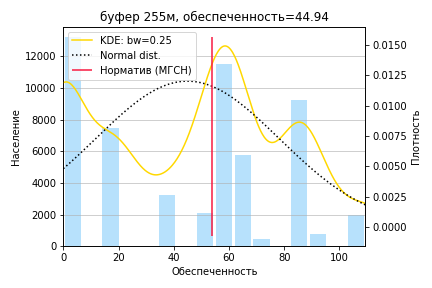 буфер 255м, обеспеченность=44.94
KDE: bw=0.25
Normal dist.
Норматив (МГСН)
Население
0
2000
4000
6000
8000
10000
12000
0.0000
0.0025
0.0050
0.0075
0.0100
0.0125
0.0150
Плотность
0 20 40 60 80 100
Обеспеченность